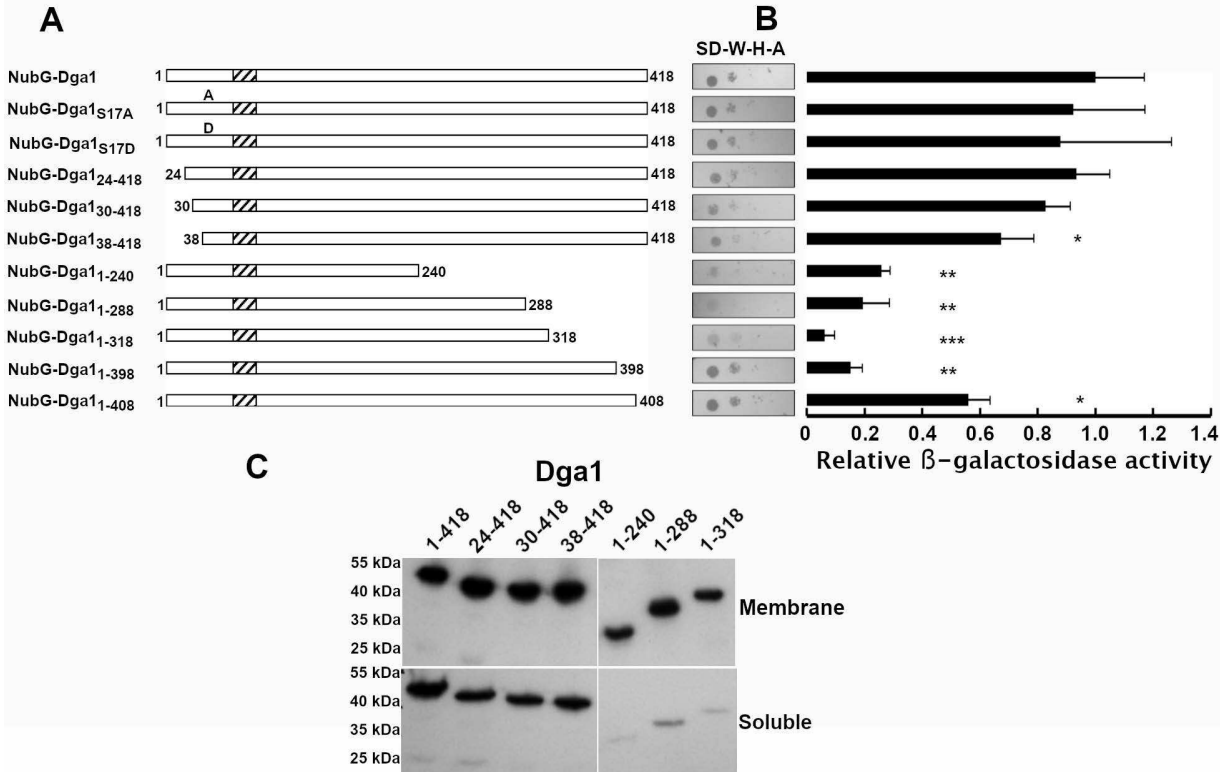 A
B
SD-W-H-A
NubG-Dga1 1 418
NubG-Dga1S17A 1 A 418
NubG-Dga1S17D 1 D 418
NubG-Dga124-418 24 418
NubG-Dga130-418 30 418
NubG-Dga138-418 38 418 *
NubG-Dga11-240 1 240 **
NubG-Dga11-288 1 288 **
NubG-Dga11-318 1 318 ***
NubG-Dga11-398 1 398 **
NubG-Dga11-408 1 408 *
0 0.2 0.4 0.6 0.8 1.0 1.2 1.4
Relative ß-galactosidase activity
C
Dga1
1-418 24-418 30-418 38-418 1-240 1-288 1-318
55 kDa
40 kDa
35 kDa
25 kDa
Membrane
55 kDa
40 kDa
35 kDa
25 kDa
Soluble